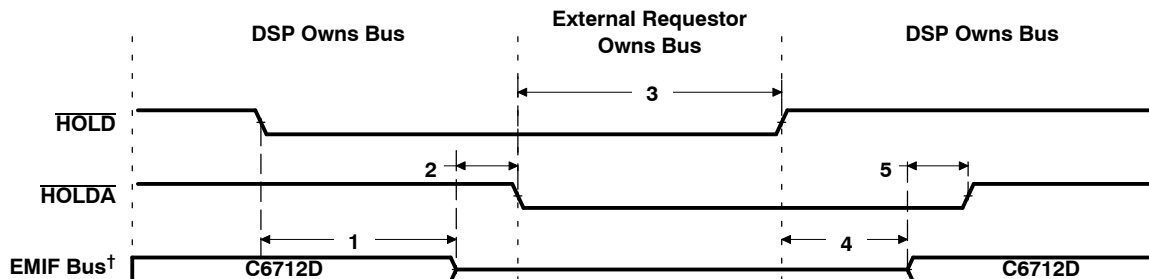 DSP Owns Bus
External Requestor
Owns Bus
DSP Owns Bus
3
HOLD
2
5
HOLDA
1
4
EMIF Bus†
C6712D
C6712D